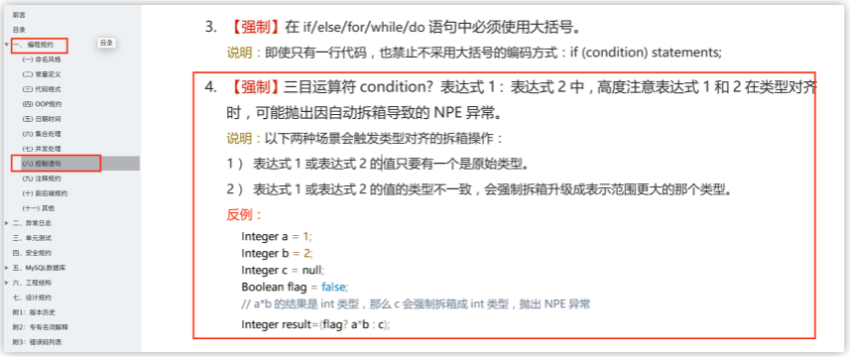 前言
目录
一、编程规约
目录
(一) 命名风格
(二) 常量定义
(三) 代码格式
(四) OOP规约
(五) 日期时间
(六) 集合处理
(七) 并发处理
(八) 控制语句
(九) 注释规约
(十) 前后端规约
(十一) 其他
二、异常日志
三、单元测试
四、安全规约
五、MySQL数据库
六、工程结构
七、设计规约
附1：版本历史
附2：专有名词解释
附3：错误码列表
3. 【强制】在 if/else/for/while/do 语句中必须使用大括号。
说明：即使只有一行代码，也禁止不采用大括号的编码方式：if (condition) statements;
4. 【强制】三目运算符 condition? 表达式 1：表达式 2 中，高度注意表达式 1 和 2 在类型对齐
时，可能抛出因自动拆箱导致的 NPE 异常。
说明：以下两种场景会触发类型对齐的拆箱操作：
1） 表达式 1 或表达式 2 的值只要有一个是原始类型。
2） 表达式 1 或表达式 2 的值的类型不一致，会强制拆箱升级成表示范围更大的那个类型。
反例：
Integer a = 1;
Integer b = 2;
Integer c = null;
Boolean flag = false;
// a*b 的结果是 int 类型，那么 c 会强制拆箱成 int 类型，抛出 NPE 异常
Integer result=(flag? a*b : c);